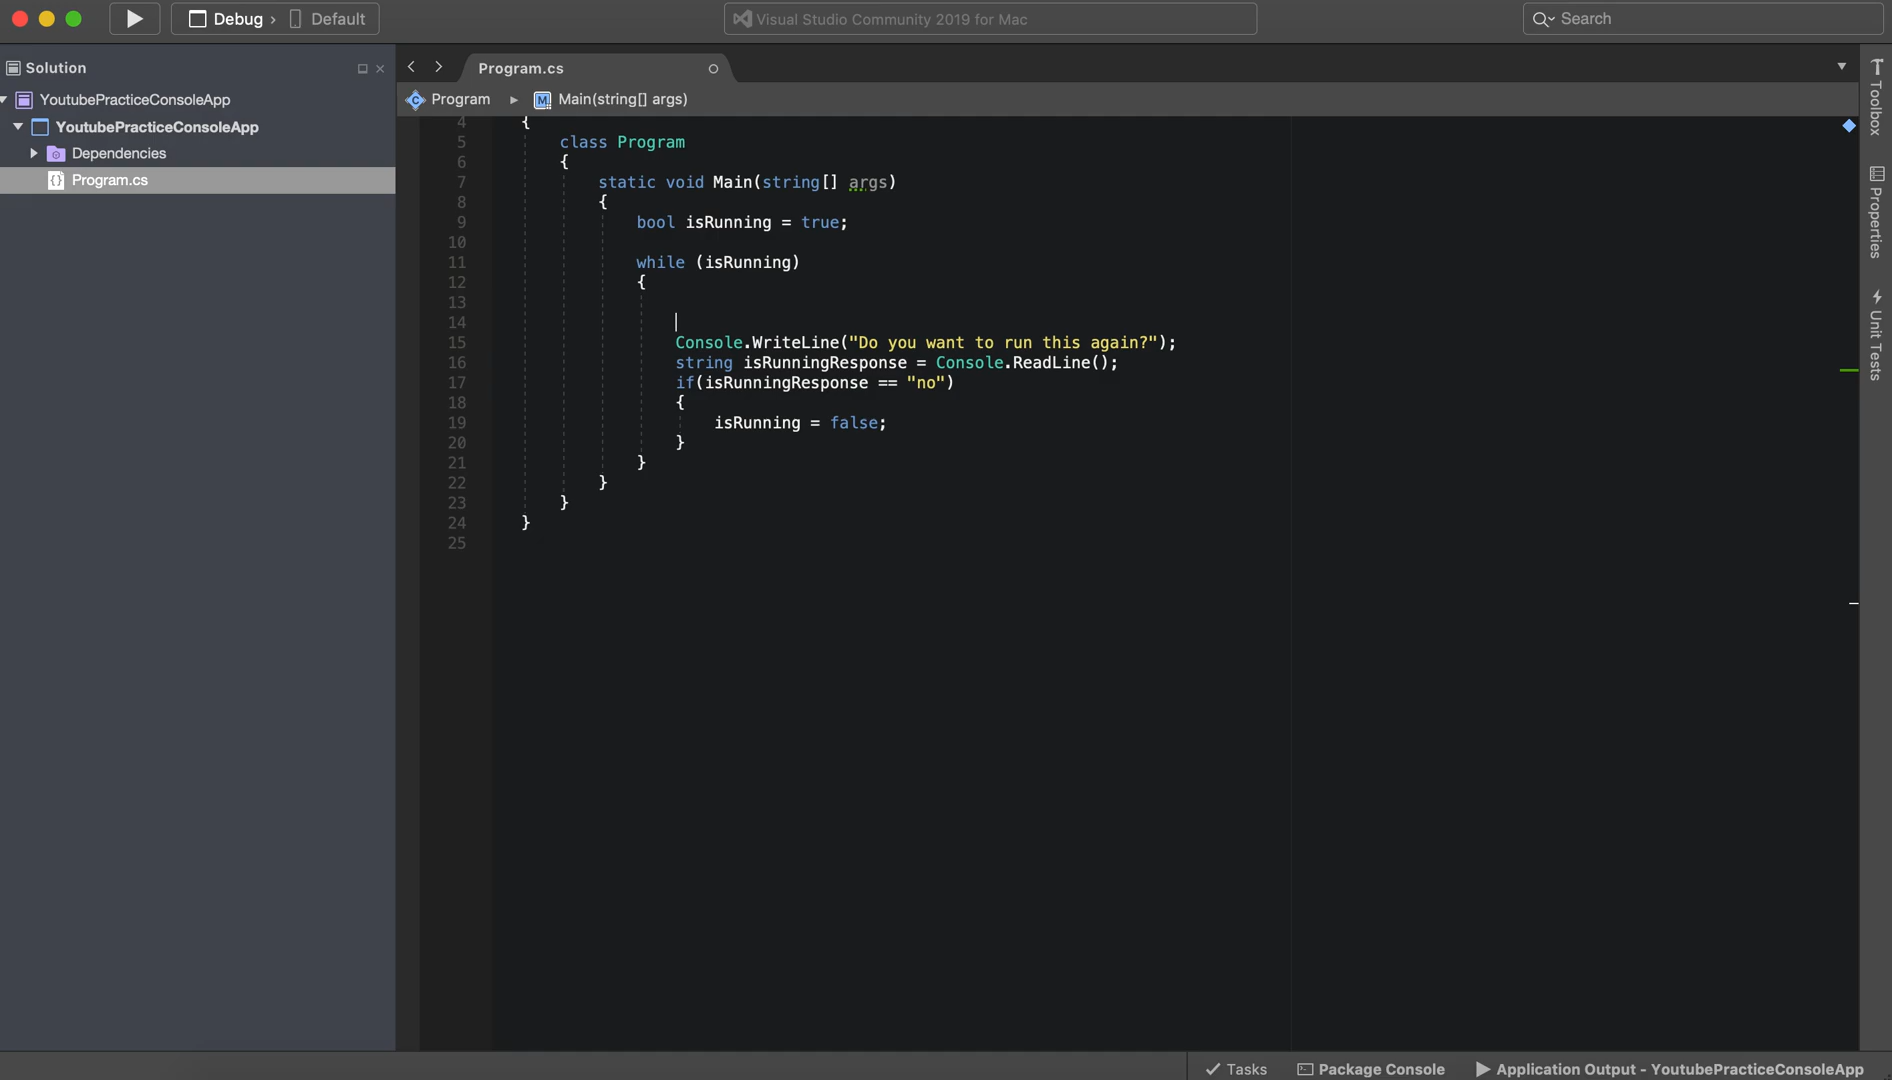 Debug › Default
Visual Studio Community 2019 for Mac
Search
Solution
YoutubePracticeConsoleApp
YoutubePracticeConsoleApp
Dependencies
Program.cs
Program.cs
Program Main(string[] args)
4 {
5 class Program
6 {
7 static void Main(string[] args)
8 {
9 bool isRunning = true;
10
11 while (isRunning)
12 {
13
14
15 Console.WriteLine("Do you want to run this again?");
16 string isRunningResponse = Console.ReadLine();
17 if(isRunningResponse == "no")
18 {
19 isRunning = false;
20 }
21 }
22 }
23 }
24 }
25
Toolbox
Properties
Unit Tests
Tasks
Package Console
Application Output - YoutubePracticeConsoleApp